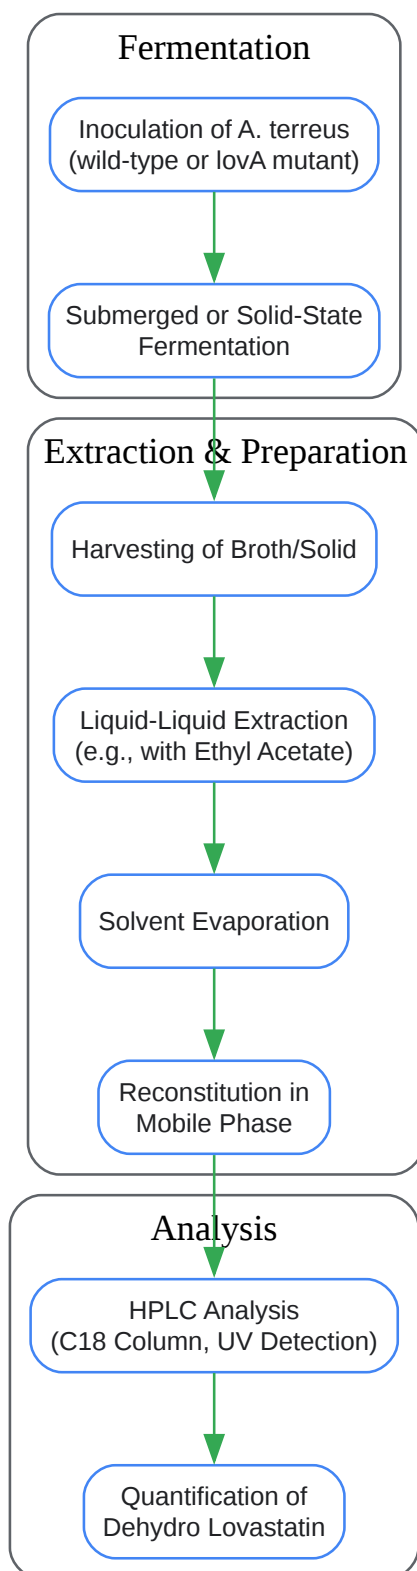 Fermentation
Inoculation of A. terreus
(wild-type or lovA mutant)
Submerged or Solid-State
Fermentation
Extraction & Preparation
Harvesting of Broth/Solid
Liquid-Liquid Extraction
(e.g., with Ethyl Acetate)
Solvent Evaporation
Reconstitution in
Mobile Phase
Analysis
HPLC Analysis
(C18 Column, UV Detection)
Quantification of
Dehydro Lovastatin